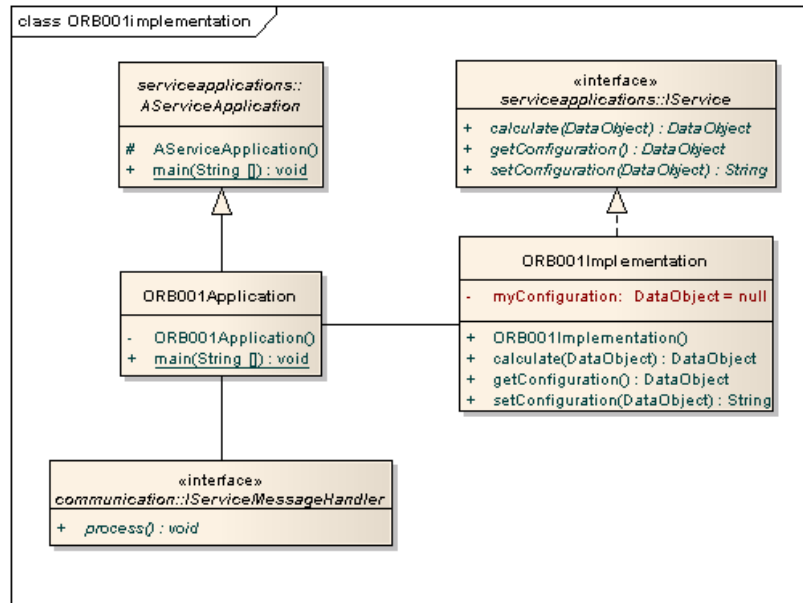 class ORB001implementation
serviceapplications::
AServiceApplication
# AServiceApplication()
+ main(String []) : void
«interface»
serviceapplications::IService
+ calculate(DataObject) : DataObject
+ getConfiguration() : DataObject
+ setConfiguration(DataObject) : String
ORB001Application
- ORB001Application()
+ main(String []) : void
ORB001Implementation
- myConfiguration: DataObject = null
+ ORB001Implementation()
+ calculate(DataObject) : DataObject
+ getConfiguration() : DataObject
+ setConfiguration(DataObject) : String
«interface»
communication::IServiceMessageHandler
+ process() : void